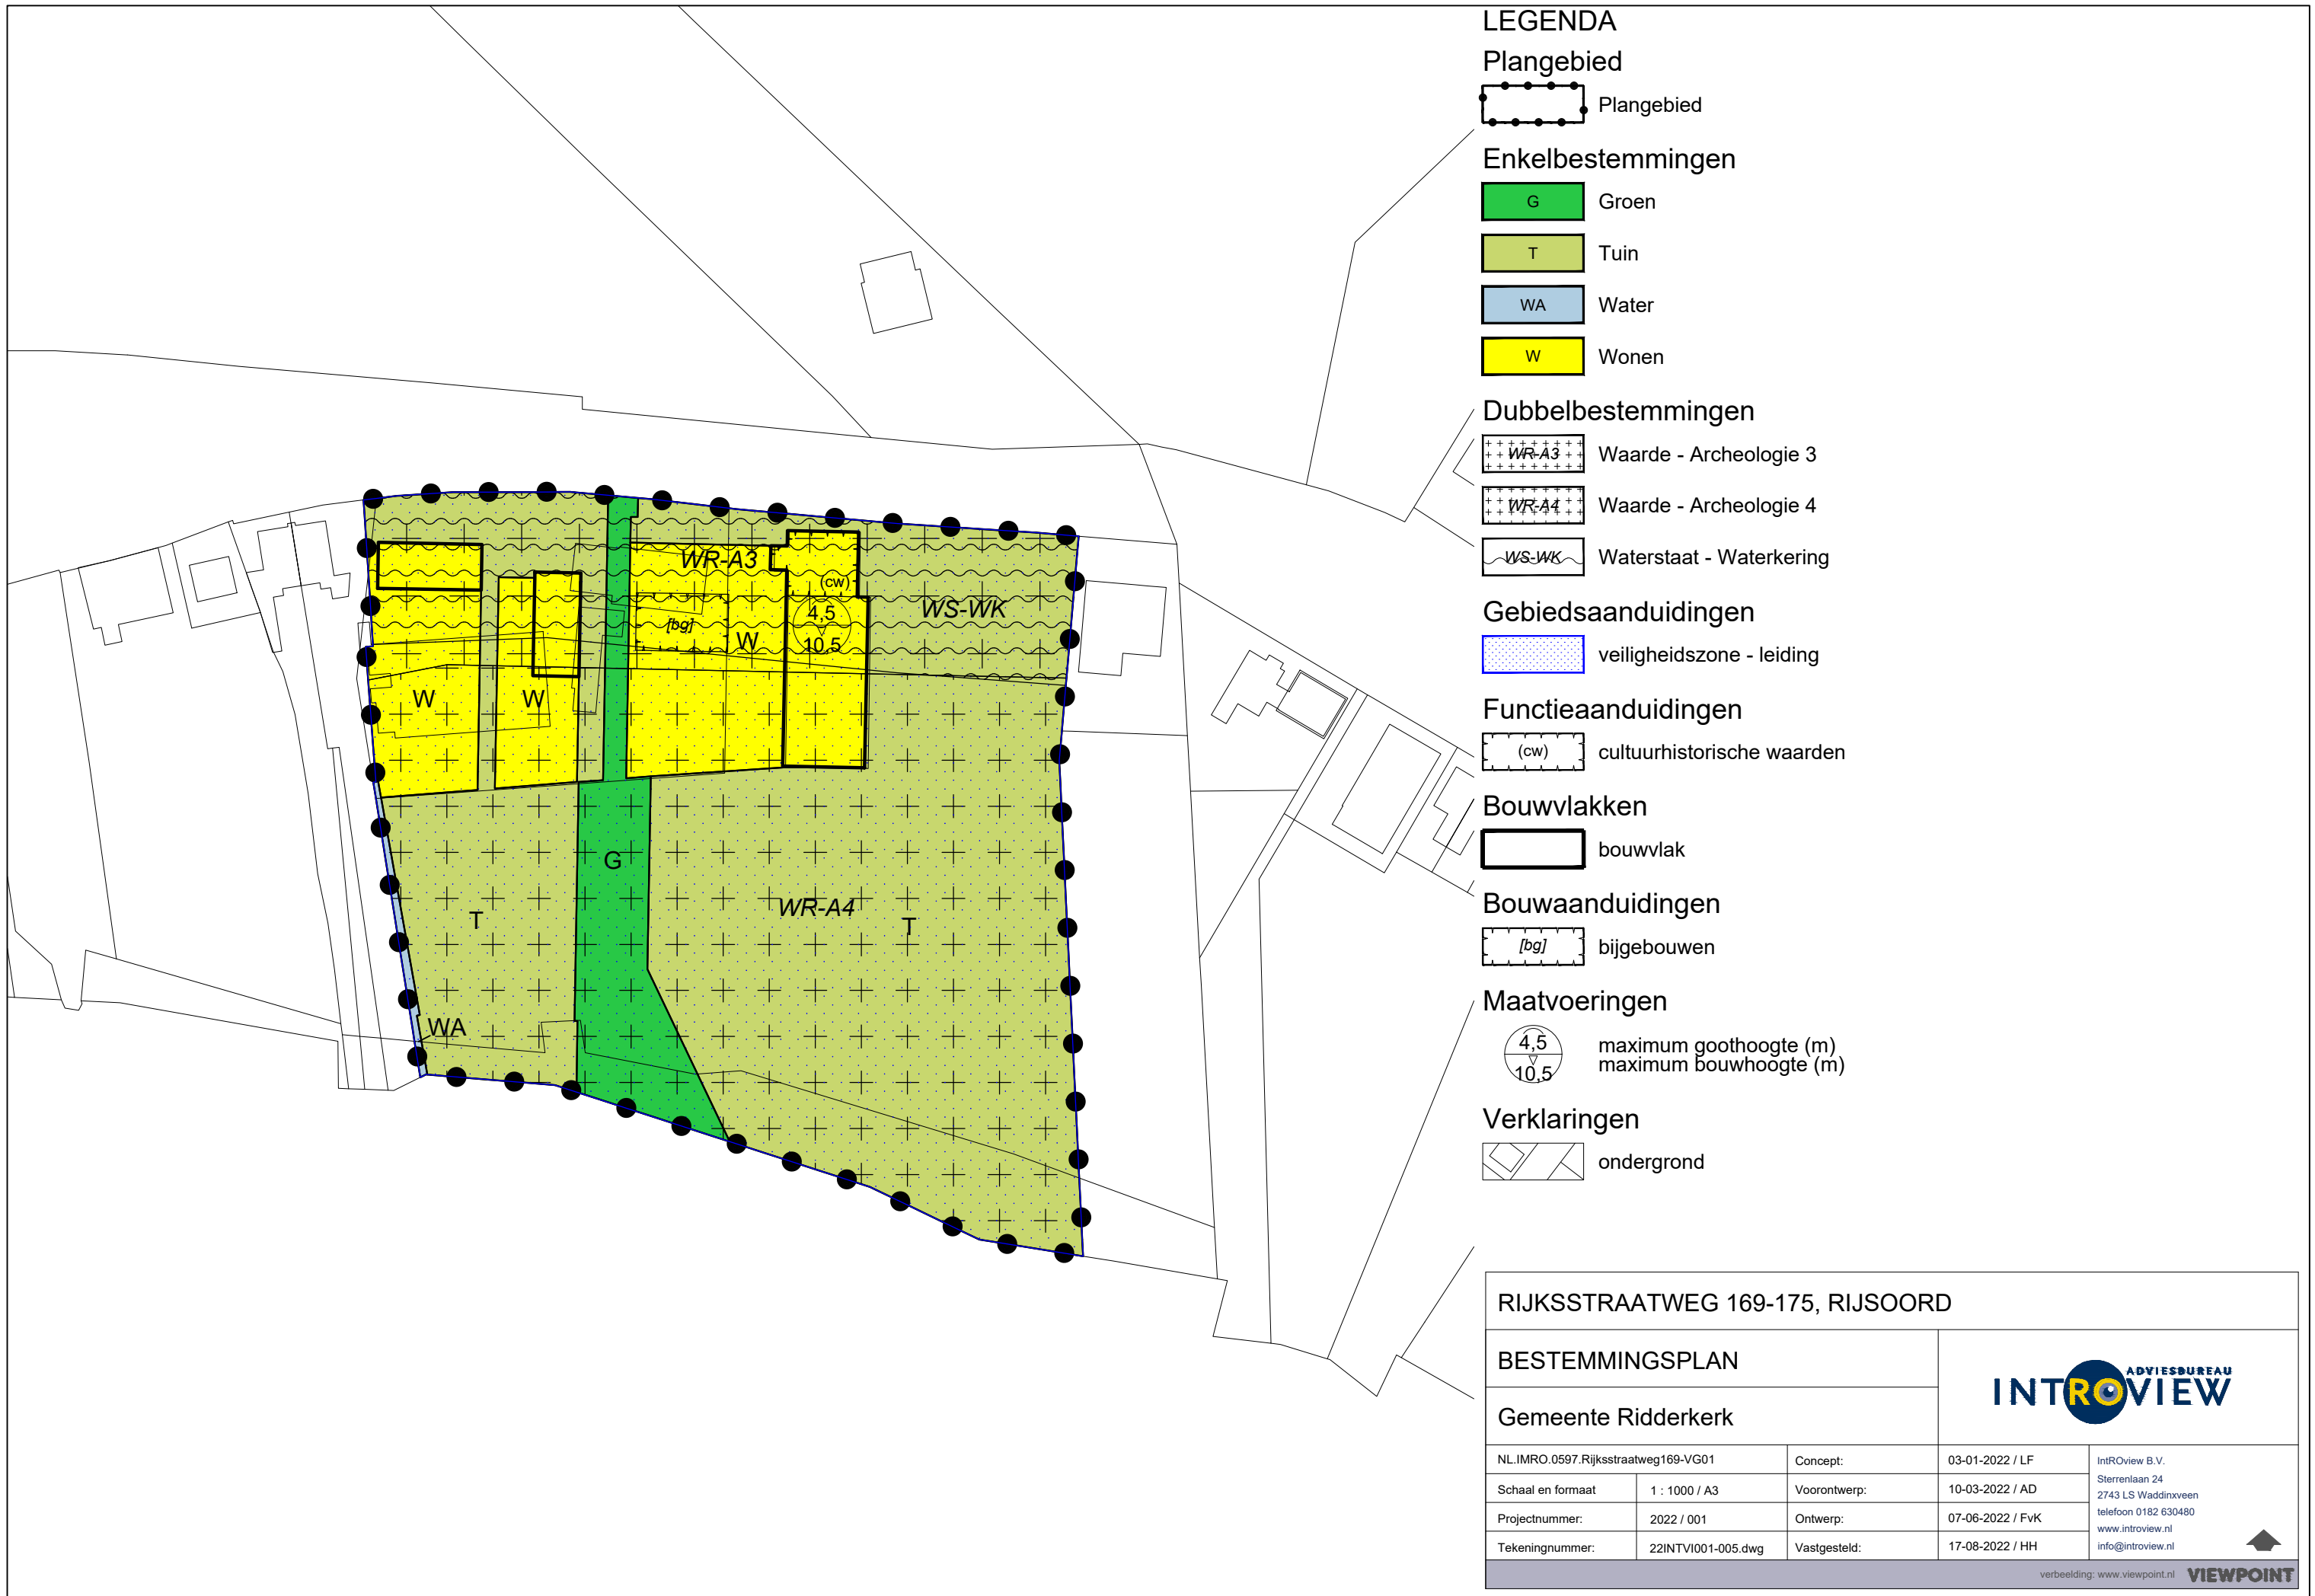 LEGENDA
Plangebied
Plangebied
Enkelbestemmingen
G Groen
T Tuin
WA Water
W Wonen
Dubbelbestemmingen
WR-A3 Waarde - Archeologie 3
WR-A4 Waarde - Archeologie 4
WS-WK Waterstaat - Waterkering
Gebiedsaanduidingen
veiligheidszone - leiding
Functieaanduidingen
(cw) cultuurhistorische waarden
Bouwvlakken
bouwvlak
Bouwaanduidingen
[bg] bijgebouwen
Maatvoeringen
4,5 maximum goothoogte (m)
10,5 maximum bouwhoogte (m)
Verklaringen
ondergrond
WR-A3
(cw)
WS-WK
4,5
[bg]
W
10,5
W
W
G
WR-A4
T
T
WA
RIJKSSTRAATWEG 169-175, RIJSOORD
BESTEMMINGSPLAN
Gemeente Ridderkerk
ADVIESBUREAU
INTROVIEW
NL.IMRO.0597.Rijksstraatweg169-VG01 Concept: 03-01-2022 / LF
Schaal en formaat 1 : 1000 / A3 Voorontwerp: 10-03-2022 / AD
Projectnummer: 2022 / 001 Ontwerp: 07-06-2022 / FvK
Tekeningnummer: 22INTVI001-005.dwg Vastgesteld: 17-08-2022 / HH
IntROview B.V.
Sterrenlaan 24
2743 LS Waddinxveen
telefoon 0182 630480
www.introview.nl
info@introview.nl
verbeelding: www.viewpoint.nl VIEWPOINT